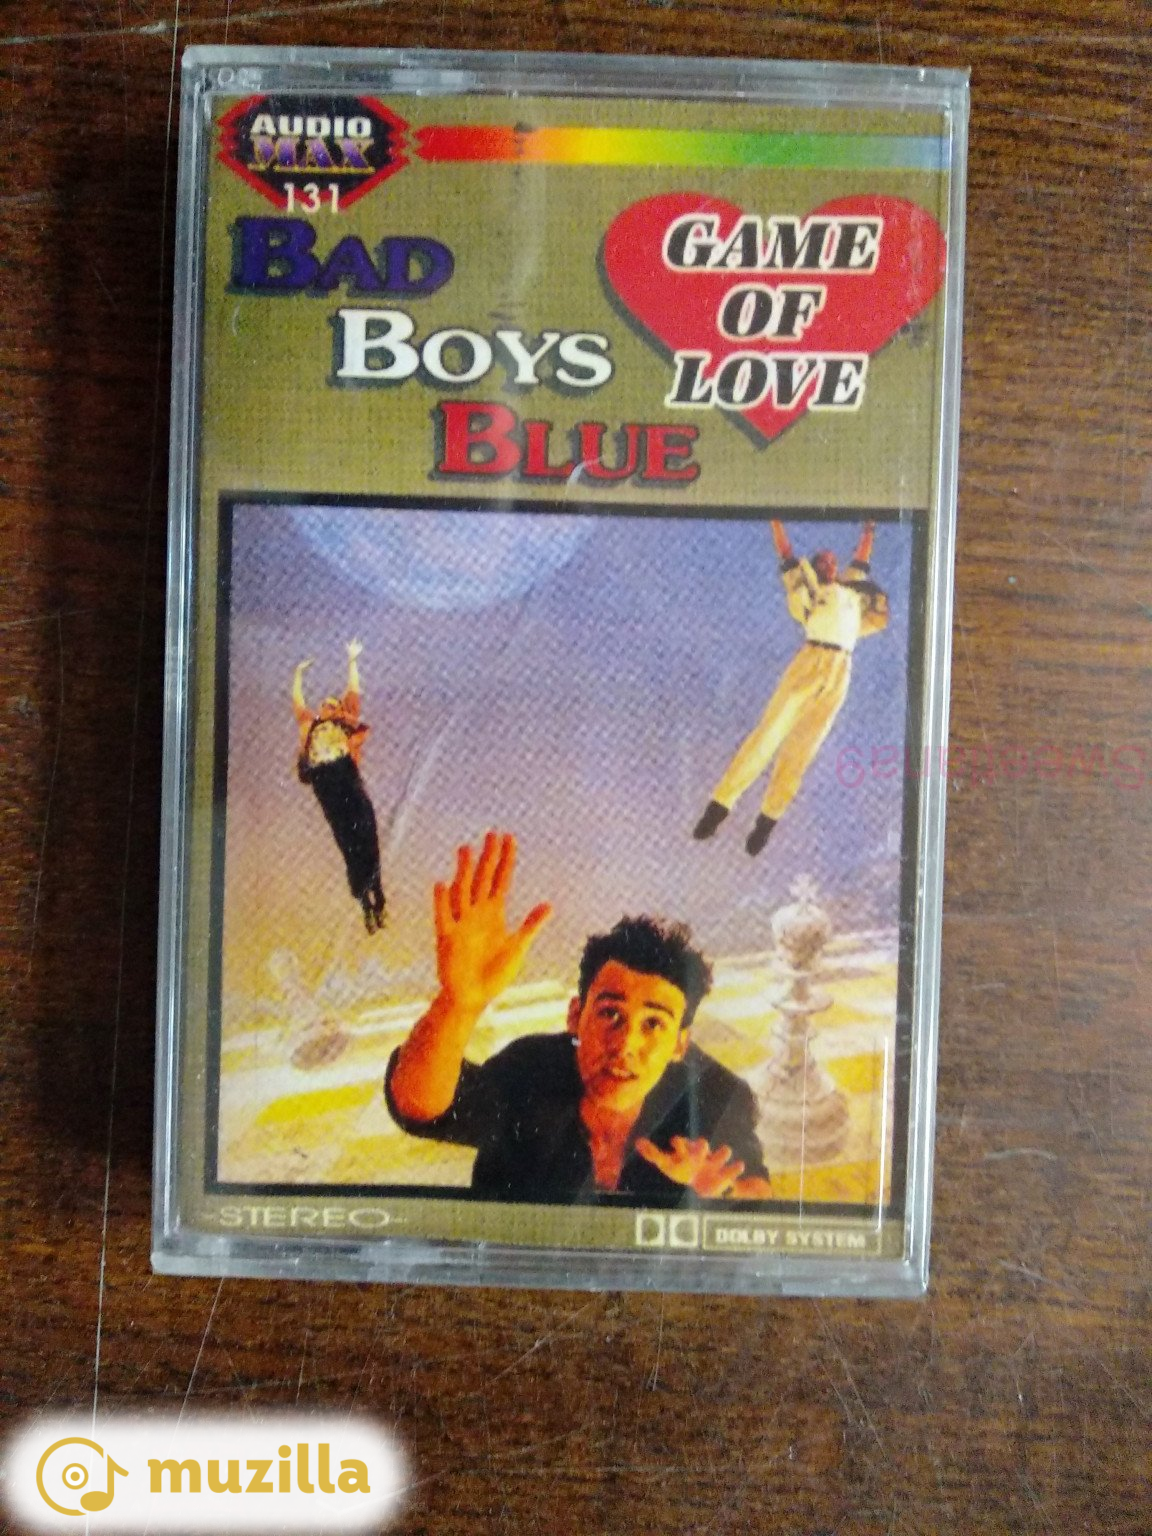 AUDIO
MAX
131
BAD
BOYS
BLUE
GAME
OF
LOVE
STEREO
DOLBY SYSTEM
muzilla